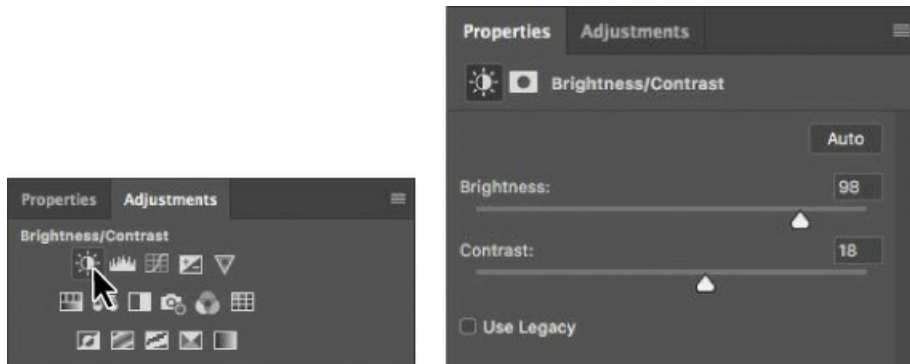 Properties Adjustments
Brightness/Contrast
Properties Adjustments
Brightness/Contrast
Auto
Brightness: 98
Contrast: 18
Use Legacy